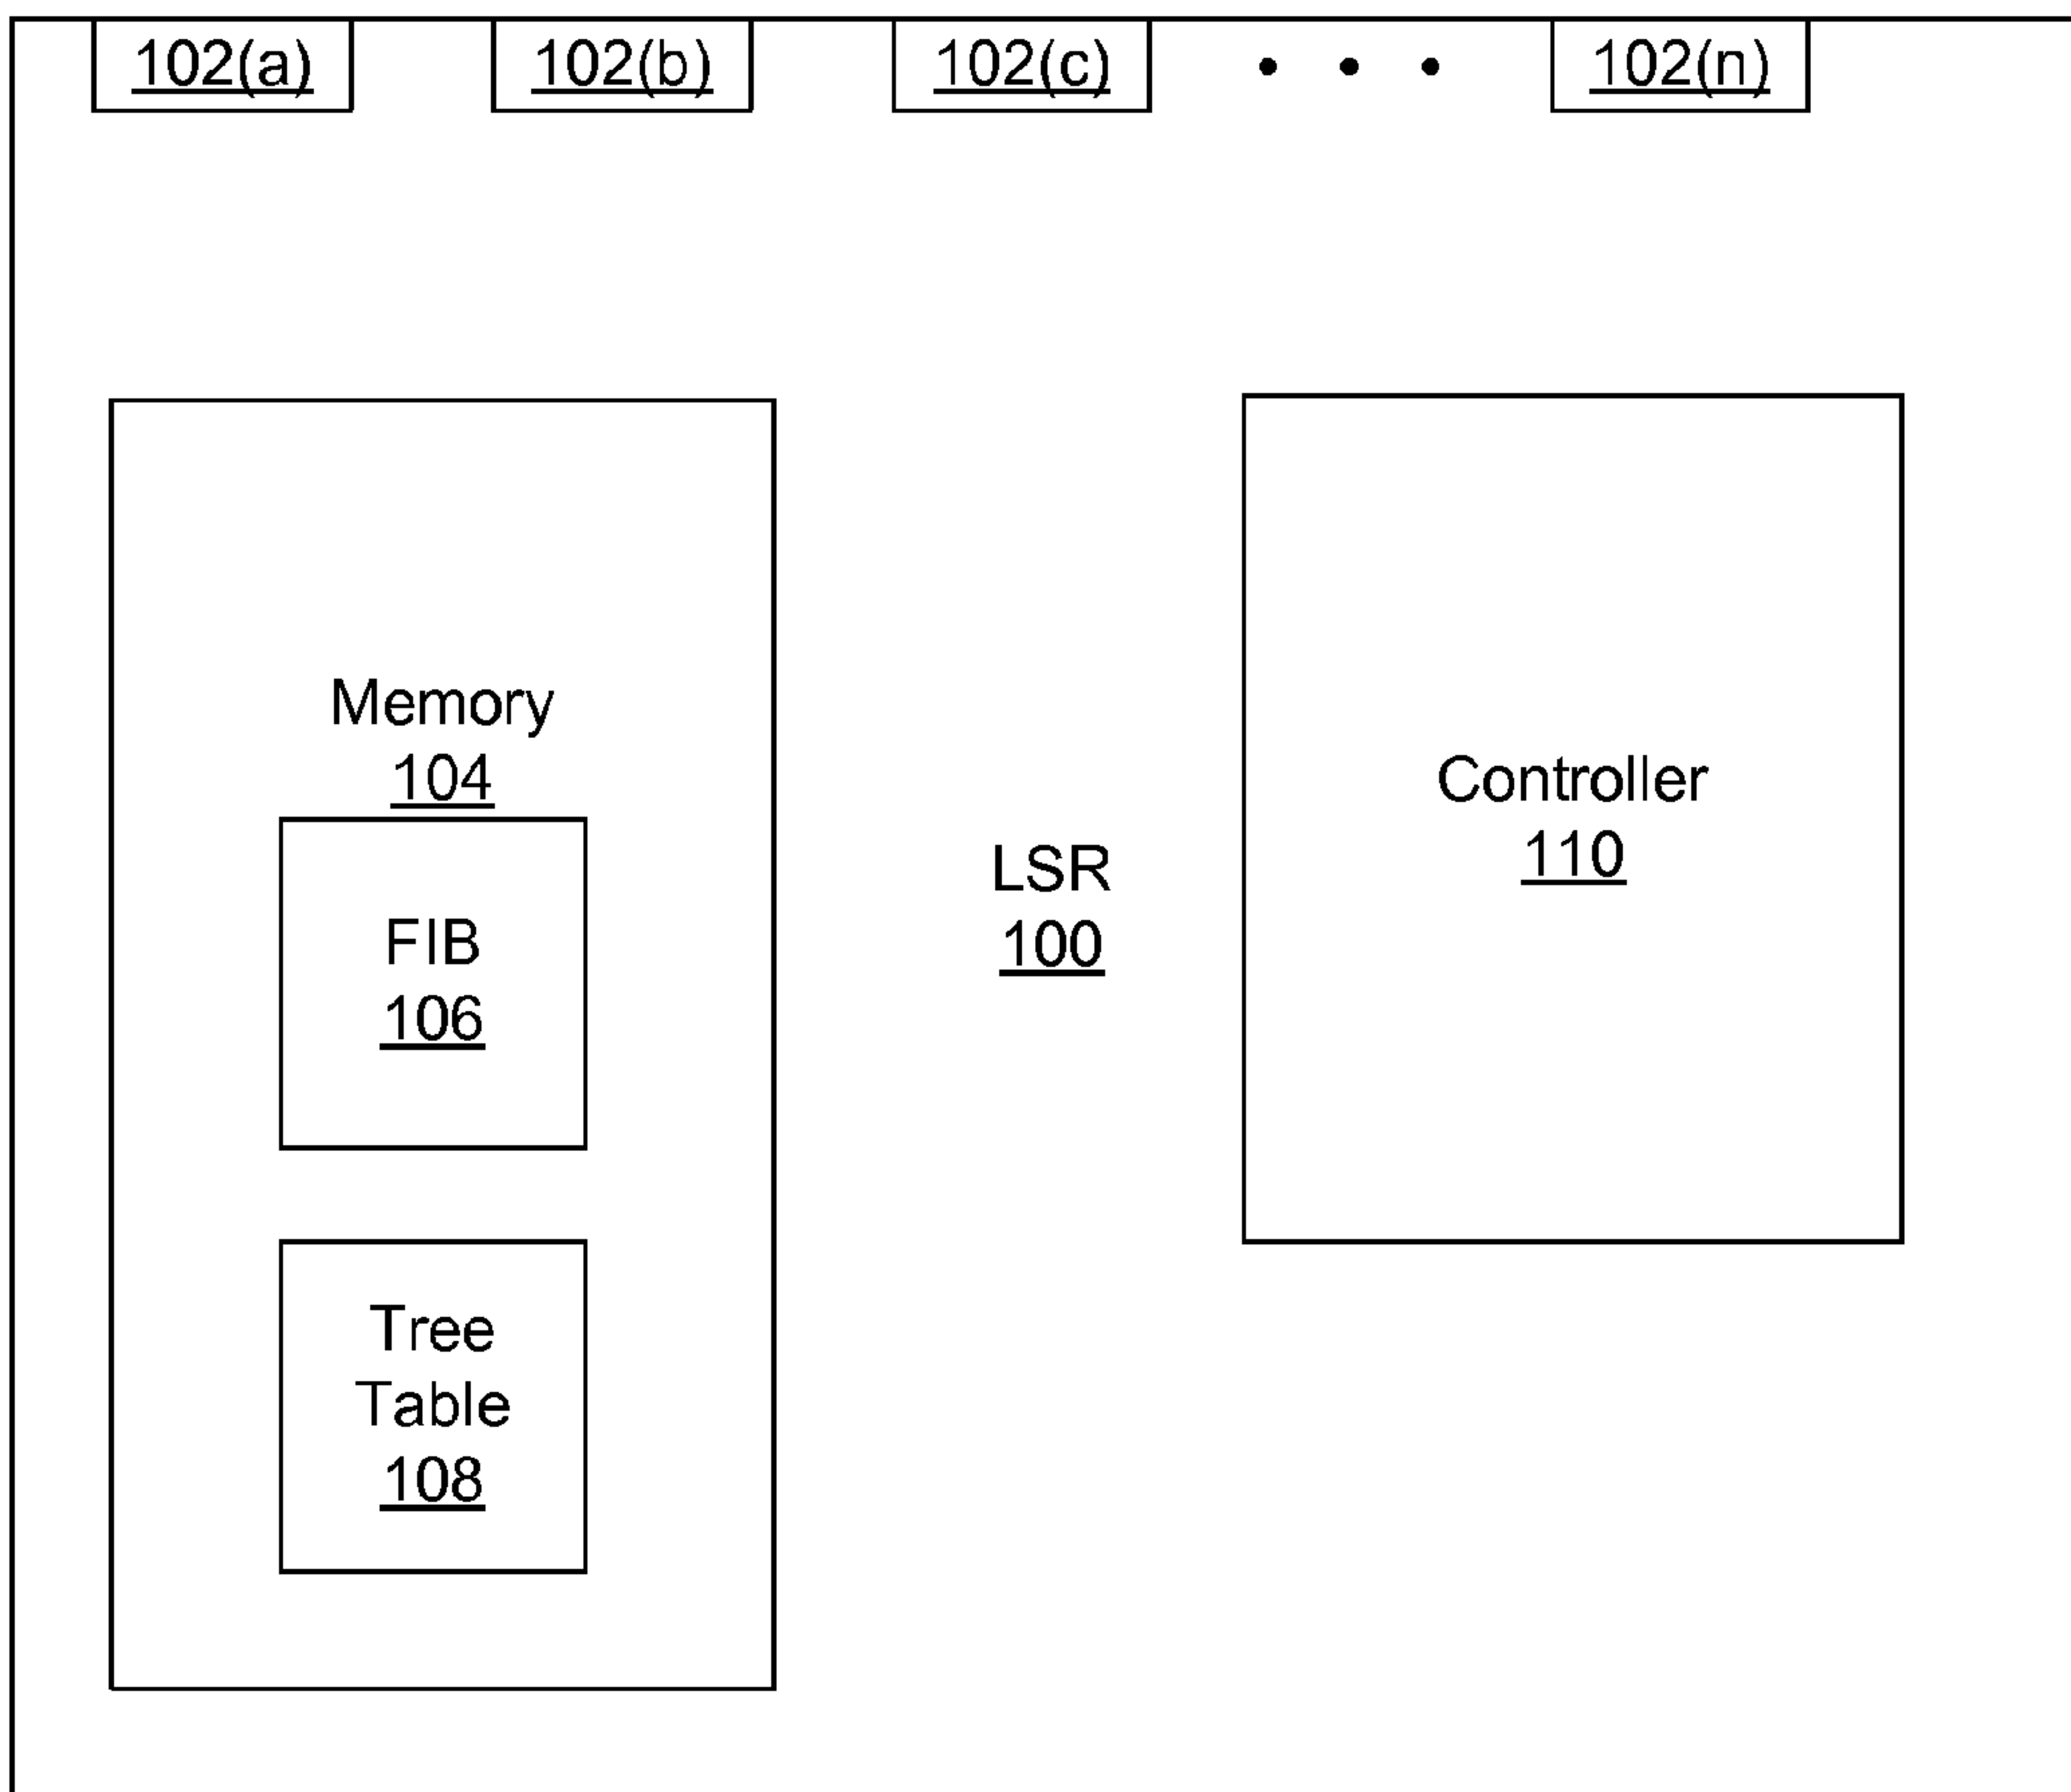 102(a) 102(b) 102(c) • • • 102(n)
Memory
104
FIB
106
Tree
Table
108
LSR
100
Controller
110